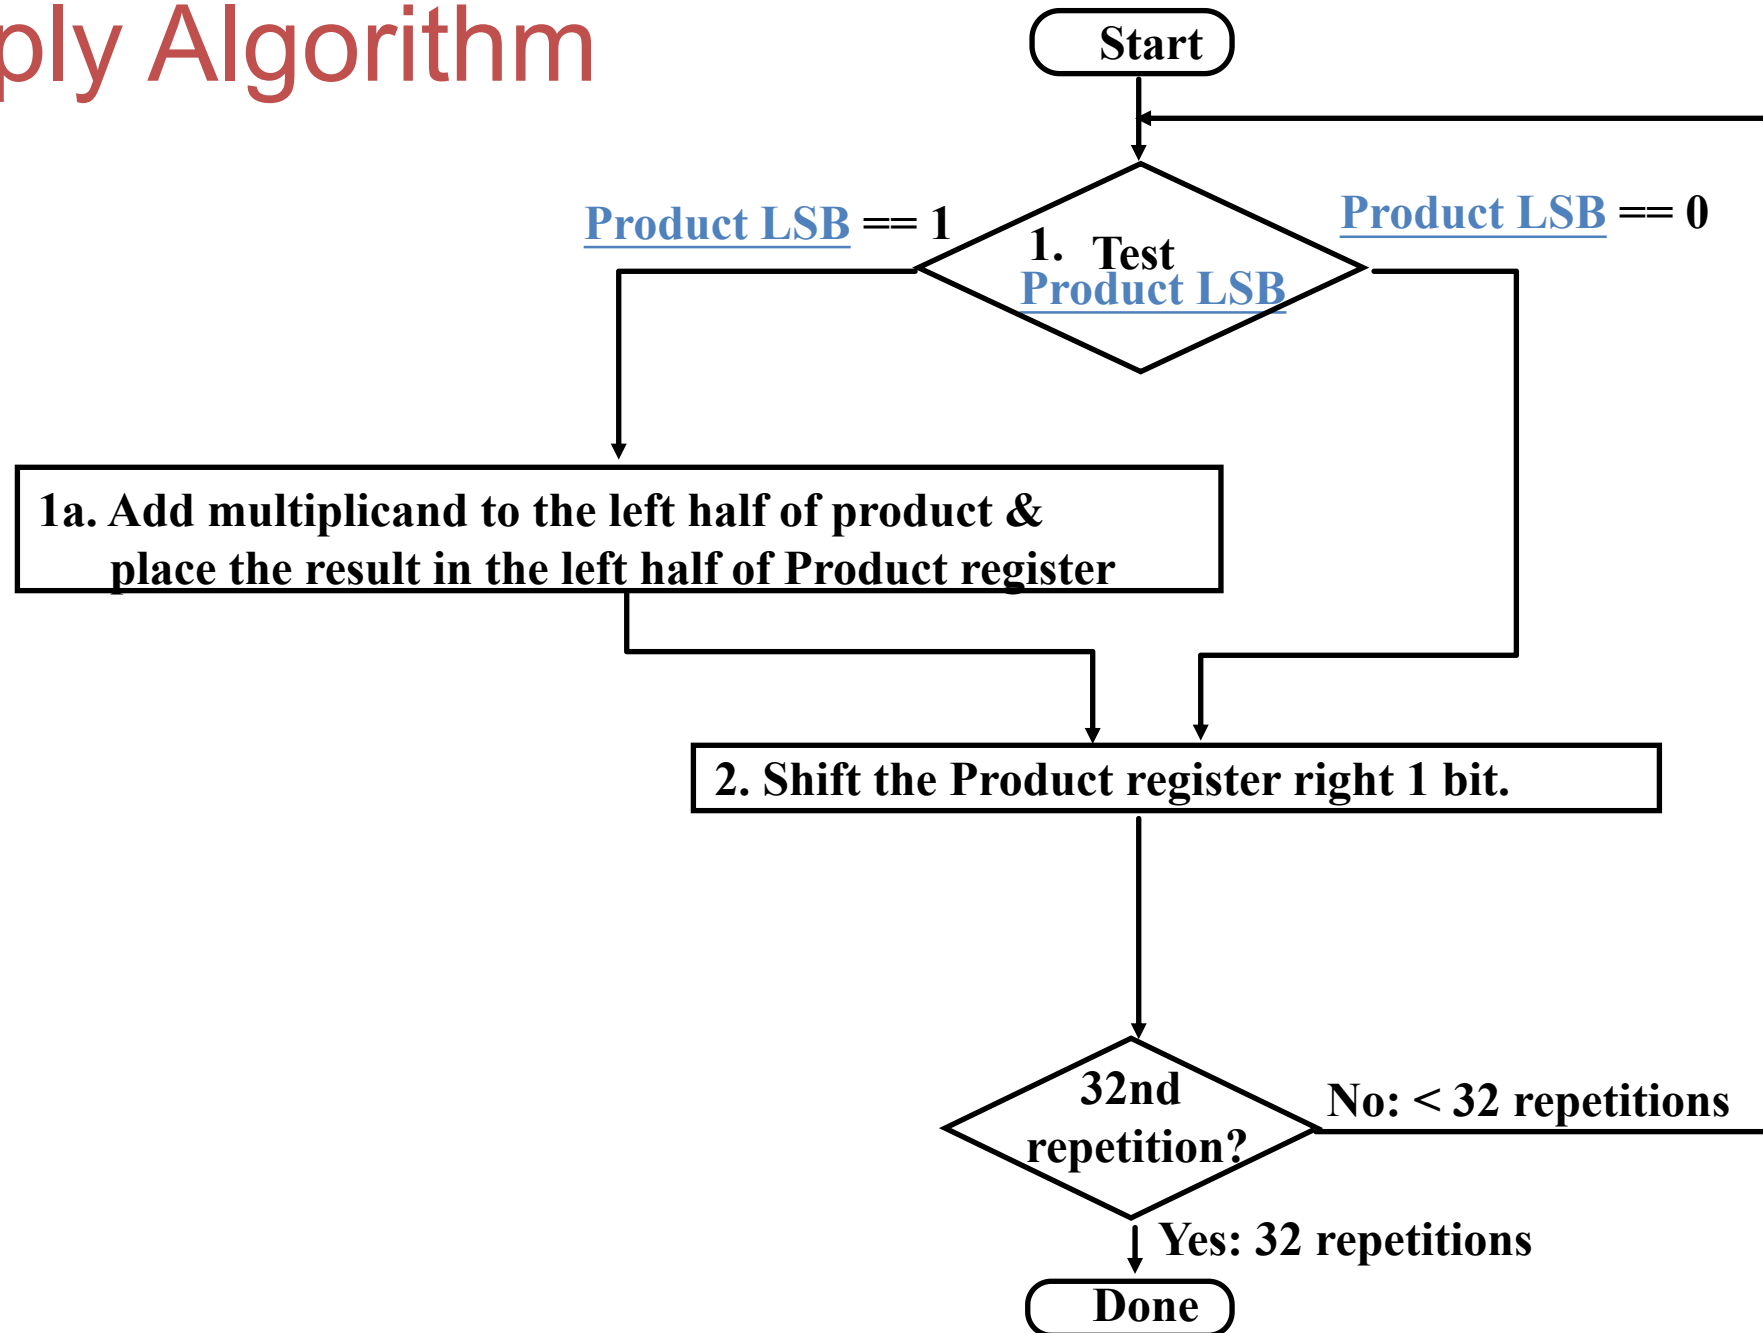 ply Algorithm
Start
Product LSB == 1
Product LSB == 0
1. Test
Product LSB
1a. Add multiplicand to the left half of product &
place the result in the left half of Product register
2. Shift the Product register right 1 bit.
32nd
repetition?
No: < 32 repetitions
Yes: 32 repetitions
Done